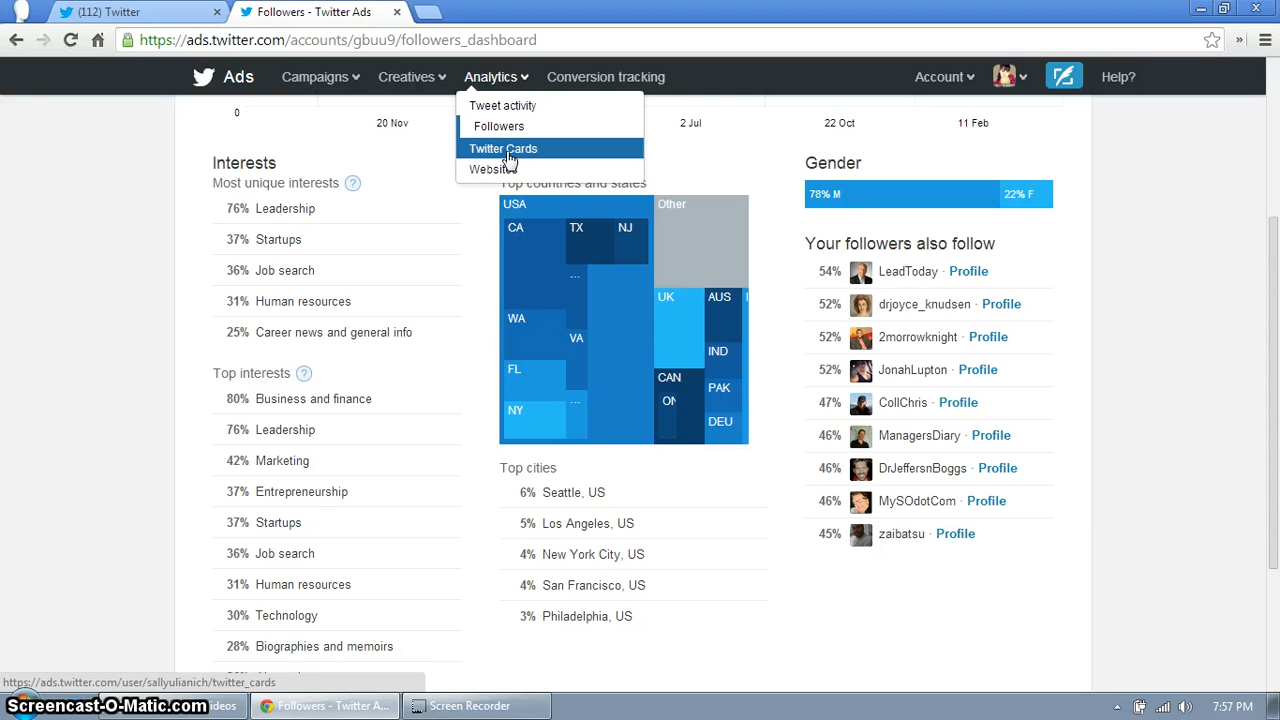 (112) Twitter
Followers - Twitter Ads
https://ads.twitter.com/accounts/gbuu9/followers_dashboard
Ads
Campaigns
Creatives
Analytics
Conversion tracking
Account
Help?
Tweet activity
Followers
Twitter Cards
Websites
0
20 Nov
2 Jul
22 Oct
11 Feb
Interests
Most unique interests ?
76% Leadership
37% Startups
36% Job search
31% Human resources
25% Career news and general info
Top interests ?
80% Business and finance
76% Leadership
42% Marketing
37% Entrepreneurship
37% Startups
36% Job search
31% Human resources
30% Technology
28% Biographies and memoirs
Top countries and states
USA
Other
CA
TX
NJ
...
UK
AUS
WA
VA
IND
FL
CAN
PAK
...
ON
NY
DEU
Top cities
6% Seattle, US
5% Los Angeles, US
4% New York City, US
4% San Francisco, US
3% Philadelphia, US
Gender
78% M
22% F
Your followers also follow
54% LeadToday · Profile
52% drjoyce_knudsen · Profile
52% 2morrowknight · Profile
52% JonahLupton · Profile
47% CollChris · Profile
46% ManagersDiary · Profile
46% DrJeffersnBoggs · Profile
46% MySOdotCom · Profile
45% zaibatsu · Profile
https://ads.twitter.com/user/sallyulianich/twitter_cards
Screencast-O-Matic.com
Followers - Twitter A...
Screen Recorder
7:57 PM